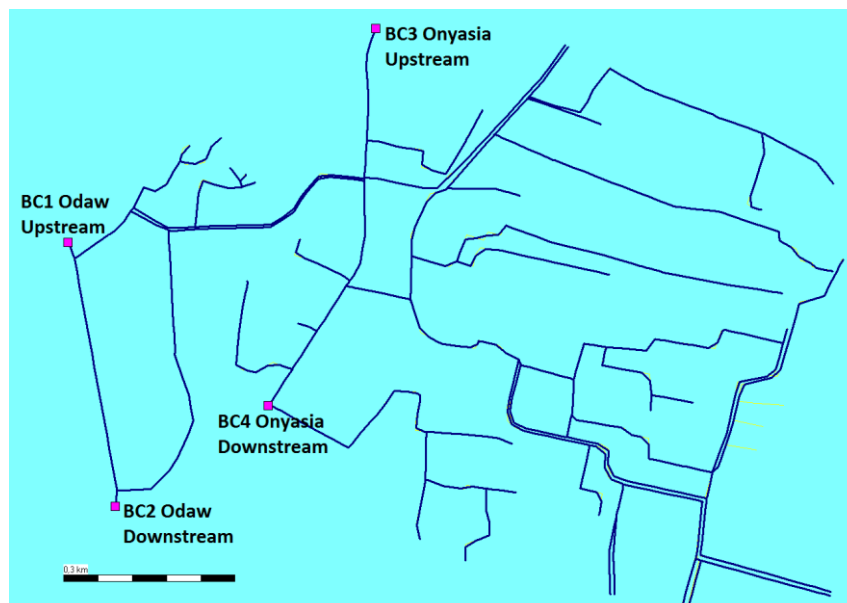 BC3 Onyasia
Upstream
BC1 Odaw
Upstream
BC4 Onyasia
Downstream
BC2 Odaw
Downstream
0.3 km